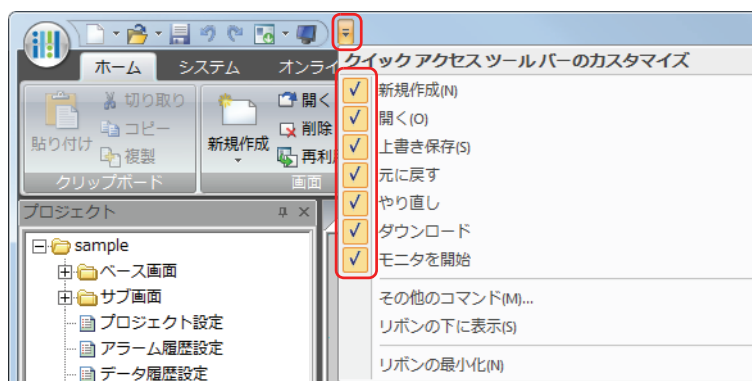 クイック アクセス ツール バーのカスタマイズ
ホーム システム オンライ
新規作成(N)
開く(O)
上書き保存(S)
元に戻す
やり直し
ダウンロード
モニタを開始
その他のコマンド(M)...
リボンの下に表示(S)
リボンの最小化(N)
貼り付け
切り取り
コピー
複製
クリップボード
新規作成
開く
削除
再利
画面
プロジェクト
sample
ベース画面
サブ画面
プロジェクト設定
アラーム履歴設定
データ履歴設定